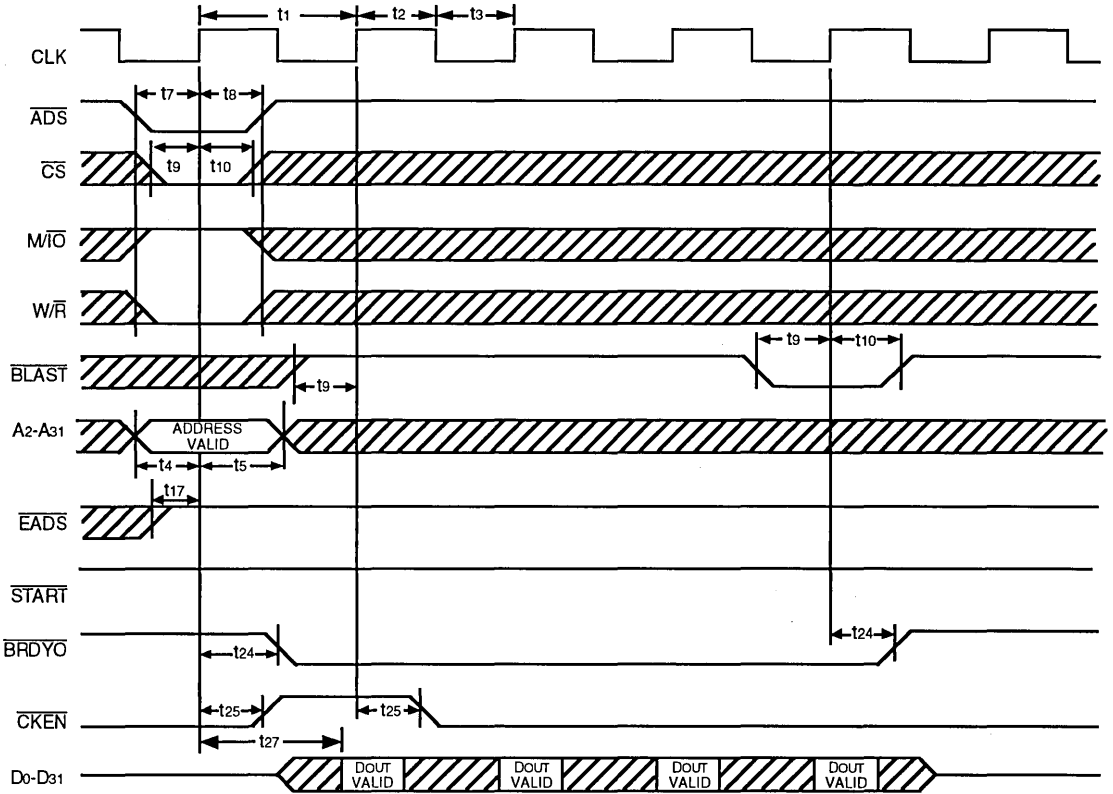 t1 t2 t3
CLK
t7 t8
ADS
t9 t10
CS
M/IO
W/R
t9 t10
BLAST
t9
A2-A31 ADDRESS VALID
t4 t5
t17
EADS
START
BRDYO
t24 t24
CKEN
t25 t25
t27
D0-D31 DOUT VALID DOUT VALID DOUT VALID DOUT VALID